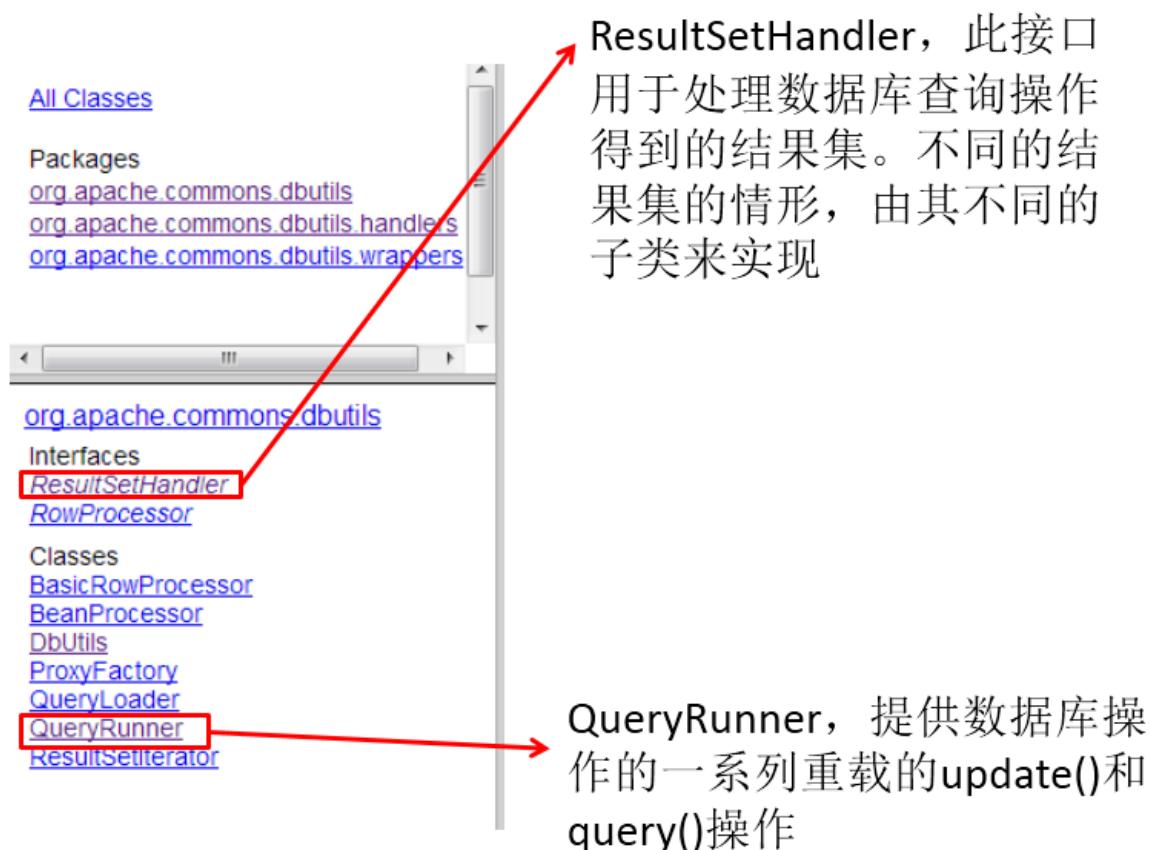 All Classes
Packages
org.apache.commons.dbutils
org.apache.commons.dbutils.handlers
org.apache.commons.dbutils.wrappers
org.apache.commons.dbutils
Interfaces
ResultSetHandler
RowProcessor
Classes
BasicRowProcessor
BeanProcessor
DbUtils
ProxyFactory
QueryLoader
QueryRunner
ResultSetIterator
ResultSetHandler，此接口
用于处理数据库查询操作
得到的结果集。不同的结
果集的情形，由其不同的
子类来实现
QueryRunner，提供数据库操
作的一系列重载的update()和
query()操作